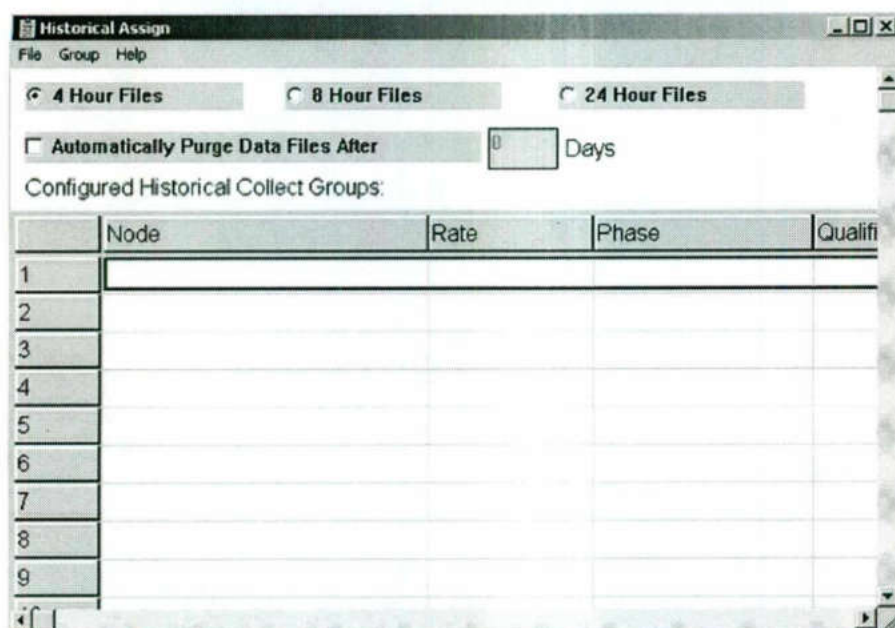 Historical Assign
File Group Help
4 Hour Files 8 Hour Files 24 Hour Files
Automatically Purge Data Files After 0 Days
Configured Historical Collect Groups:
Node Rate Phase Qualifi
1
2
3
4
5
6
7
8
9